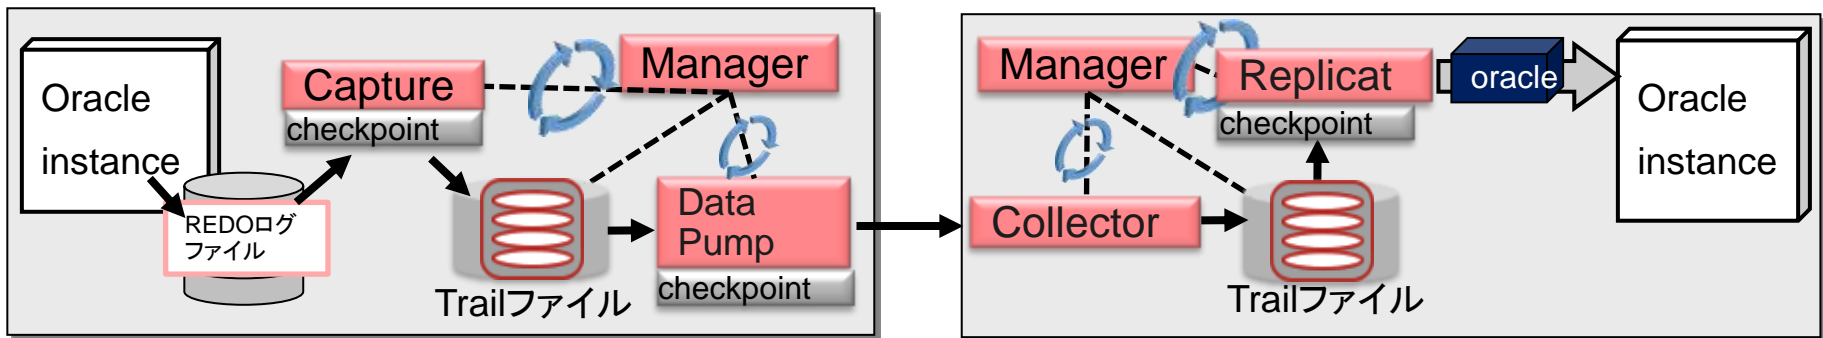 Oracle
instance
REDOログ
ファイル
Capture
checkpoint
Manager
Trailファイル
Data
Pump
checkpoint
Manager
Collector
Replicat
checkpoint
Trailファイル
oracle
Oracle
instance